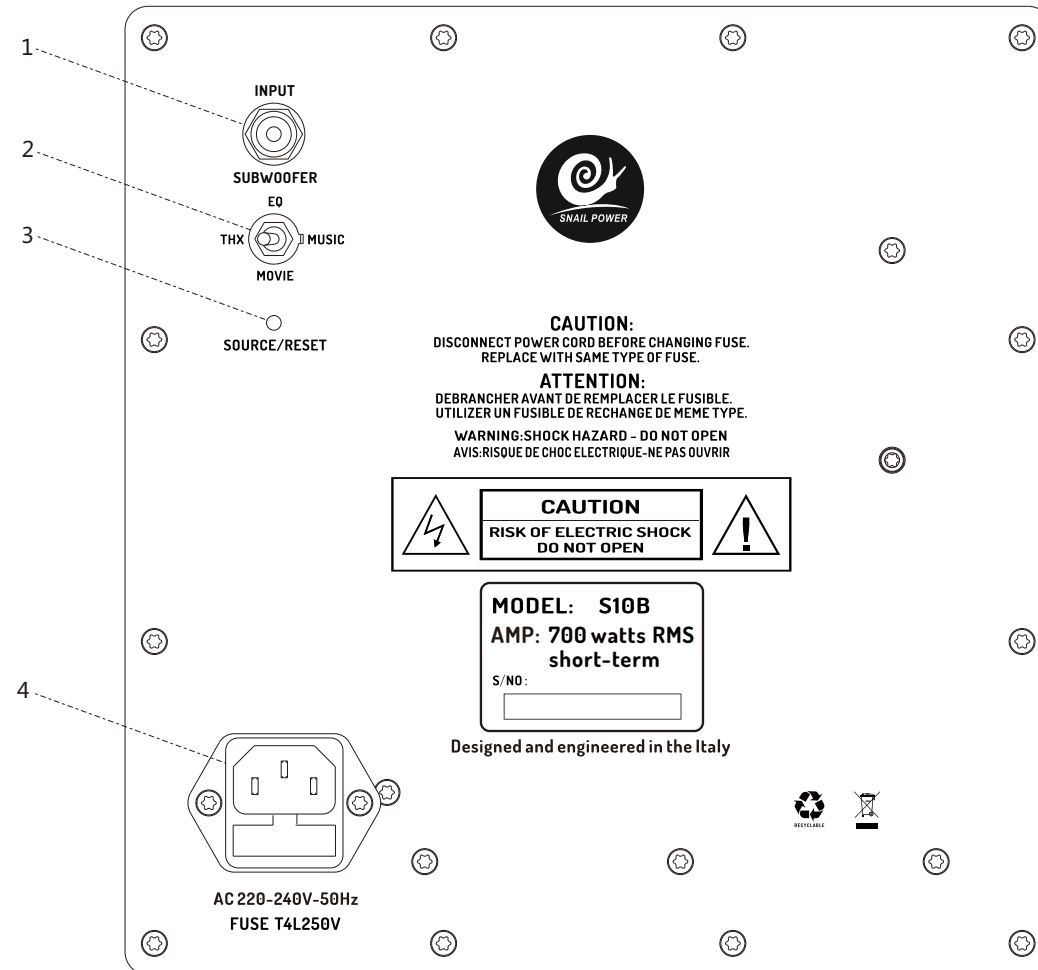 1
INPUT
SUBWOOFER
2
EQ
THX MUSIC
MOVIE
3
SOURCE/RESET
SNAIL POWER
CAUTION:
DISCONNECT POWER CORD BEFORE CHANGING FUSE.
REPLACE WITH SAME TYPE OF FUSE.
ATTENTION:
DEBRANCHER AVANT DE REMPLACER LE FUSIBLE.
UTILIZER UN FUSIBLE DE RECHANGE DE MEME TYPE.
WARNING:SHOCK HAZARD - DO NOT OPEN
AVIS:RISQUE DE CHOC ELECTRIQUE-NE PAS OUVRIR
CAUTION
RISK OF ELECTRIC SHOCK
DO NOT OPEN
!
MODEL: S10B
AMP: 700 watts RMS
short-term
S/NO:
Designed and engineered in the Italy
4
AC 220-240V-50Hz
FUSE T4L250V
RECYCLABLE